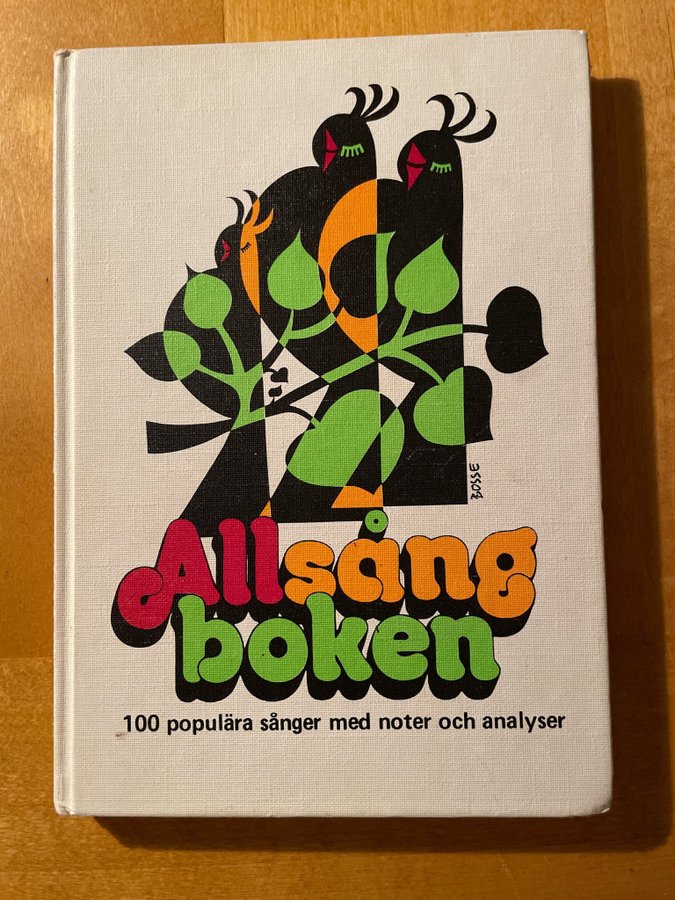 BOSSE
Allsång
boken
100 populära sånger med noter och analyser